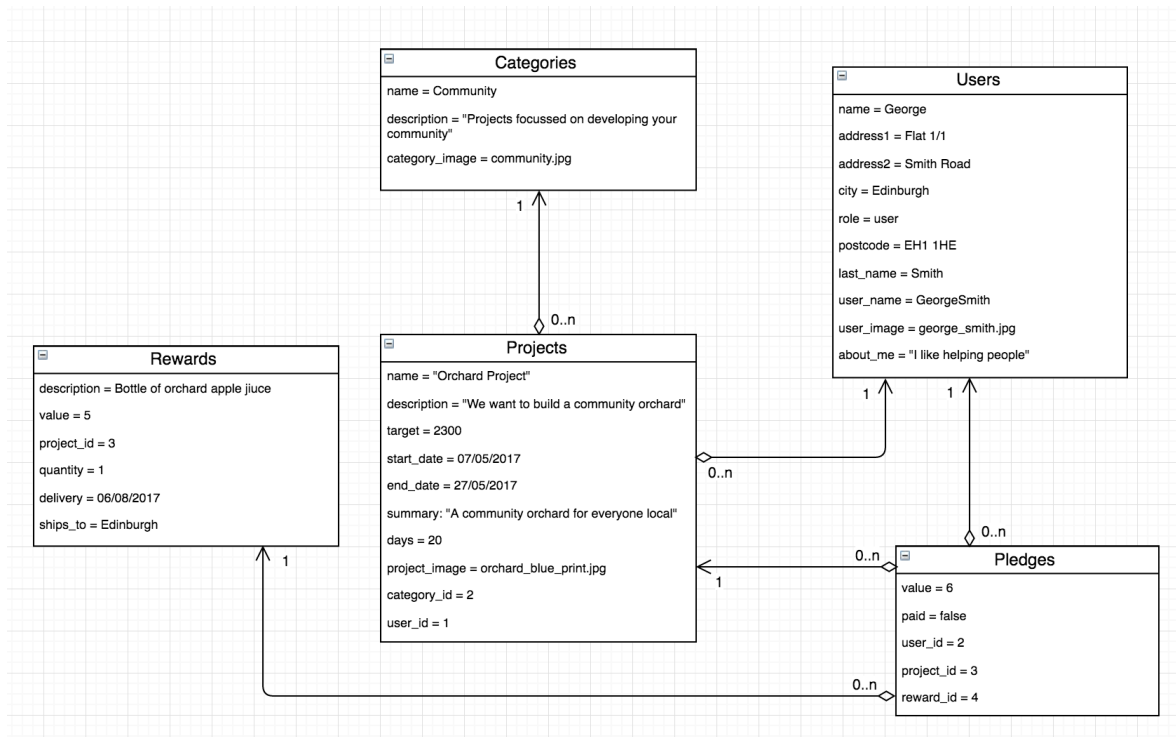 Categories
name = Community
description = "Projects focussed on developing your
community"
category_image = community.jpg
1
0..n
Users
name = George
address1 = Flat 1/1
address2 = Smith Road
city = Edinburgh
role = user
postcode = EH1 1HE
last_name = Smith
user_name = GeorgeSmith
user_image = george_smith.jpg
about_me = "I like helping people"
1
1
Rewards
description = Bottle of orchard apple jiuce
value = 5
project_id = 3
quantity = 1
delivery = 06/08/2017
ships_to = Edinburgh
1
Projects
name = "Orchard Project"
description = "We want to build a community orchard"
target = 2300
start_date = 07/05/2017
end_date = 27/05/2017
summary: "A community orchard for everyone local"
days = 20
project_image = orchard_blue_print.jpg
category_id = 2
user_id = 1
0..n
1
0..n
0..n
0..n
Pledges
value = 6
paid = false
user_id = 2
project_id = 3
reward_id = 4